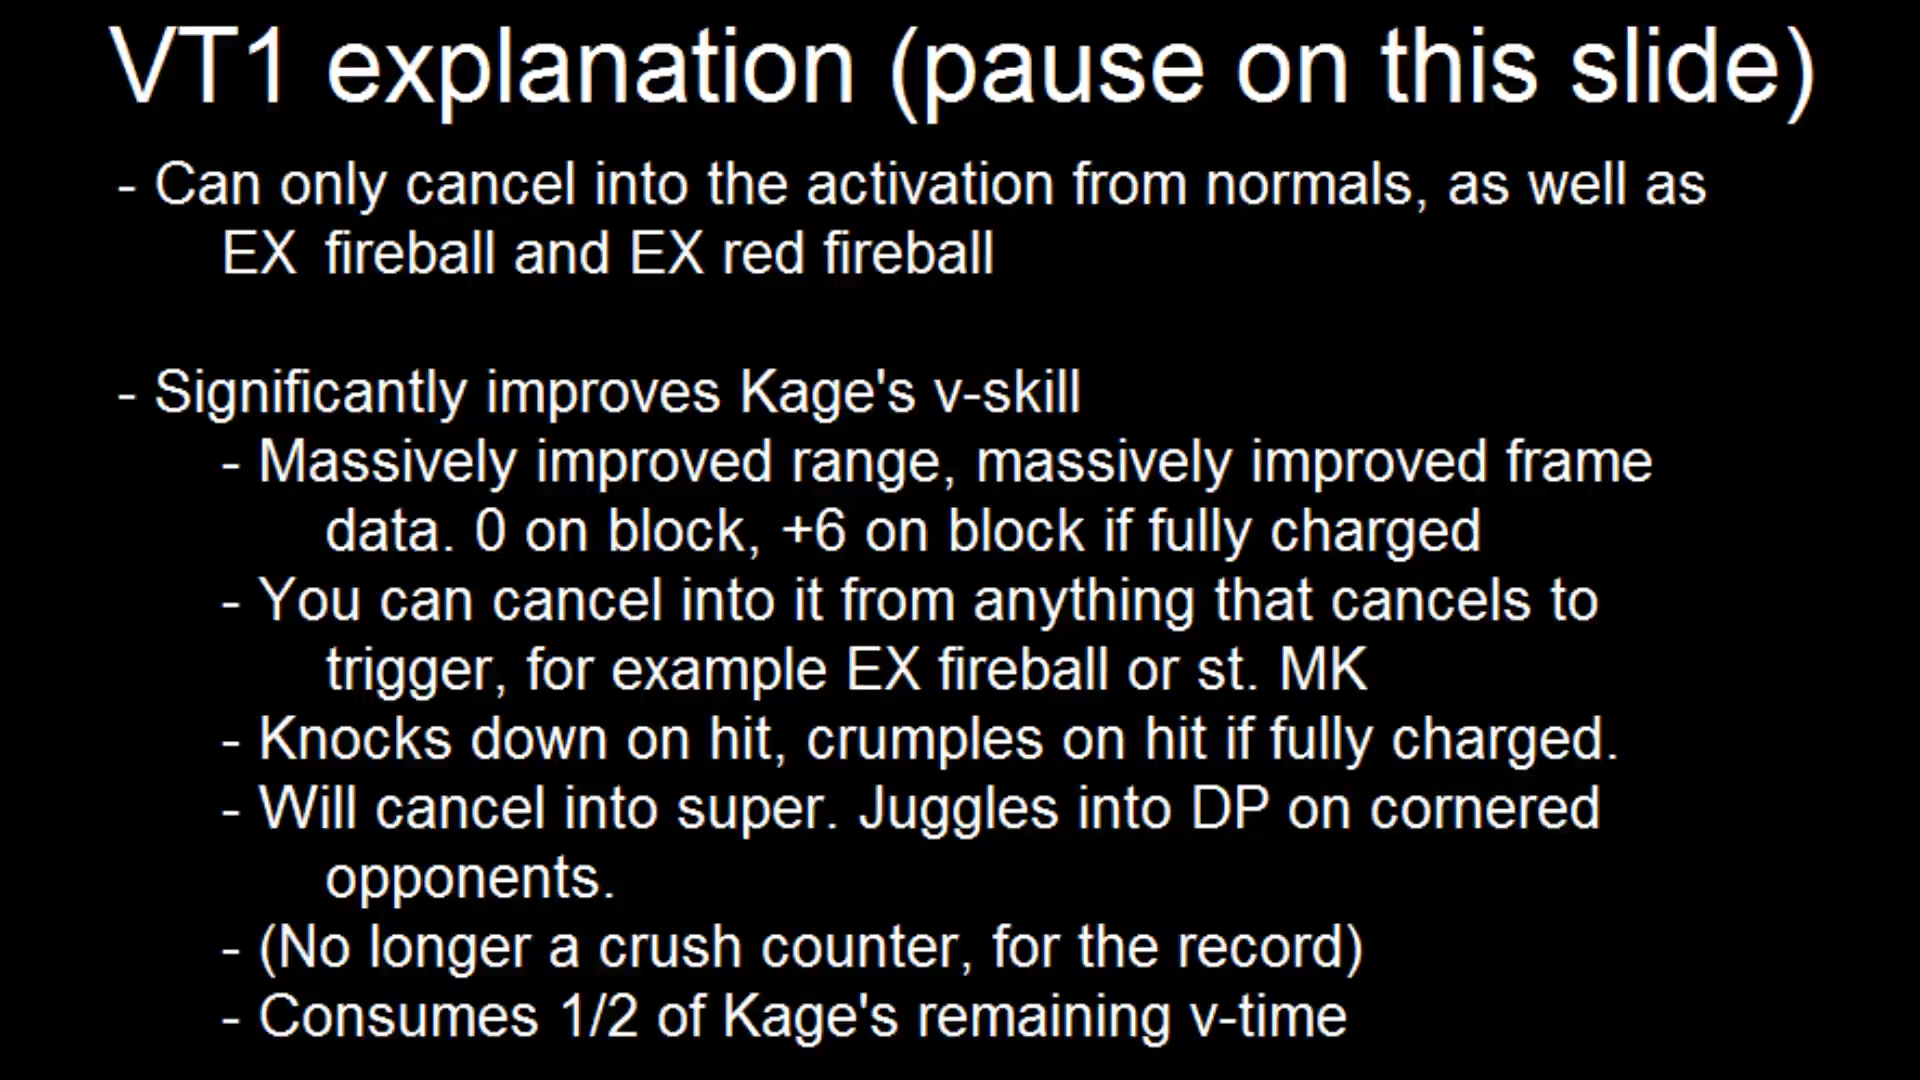 VT1 explanation (pause on this slide)
- Can only cancel into the activation from normals, as well as
EX fireball and EX red fireball
- Significantly improves Kage's v-skill
- Massively improved range, massively improved frame
data. 0 on block, +6 on block if fully charged
- You can cancel into it from anything that cancels to
trigger, for example EX fireball or st. MK
- Knocks down on hit, crumples on hit if fully charged.
- Will cancel into super. Juggles into DP on cornered
opponents.
- (No longer a crush counter, for the record)
- Consumes 1/2 of Kage's remaining v-time